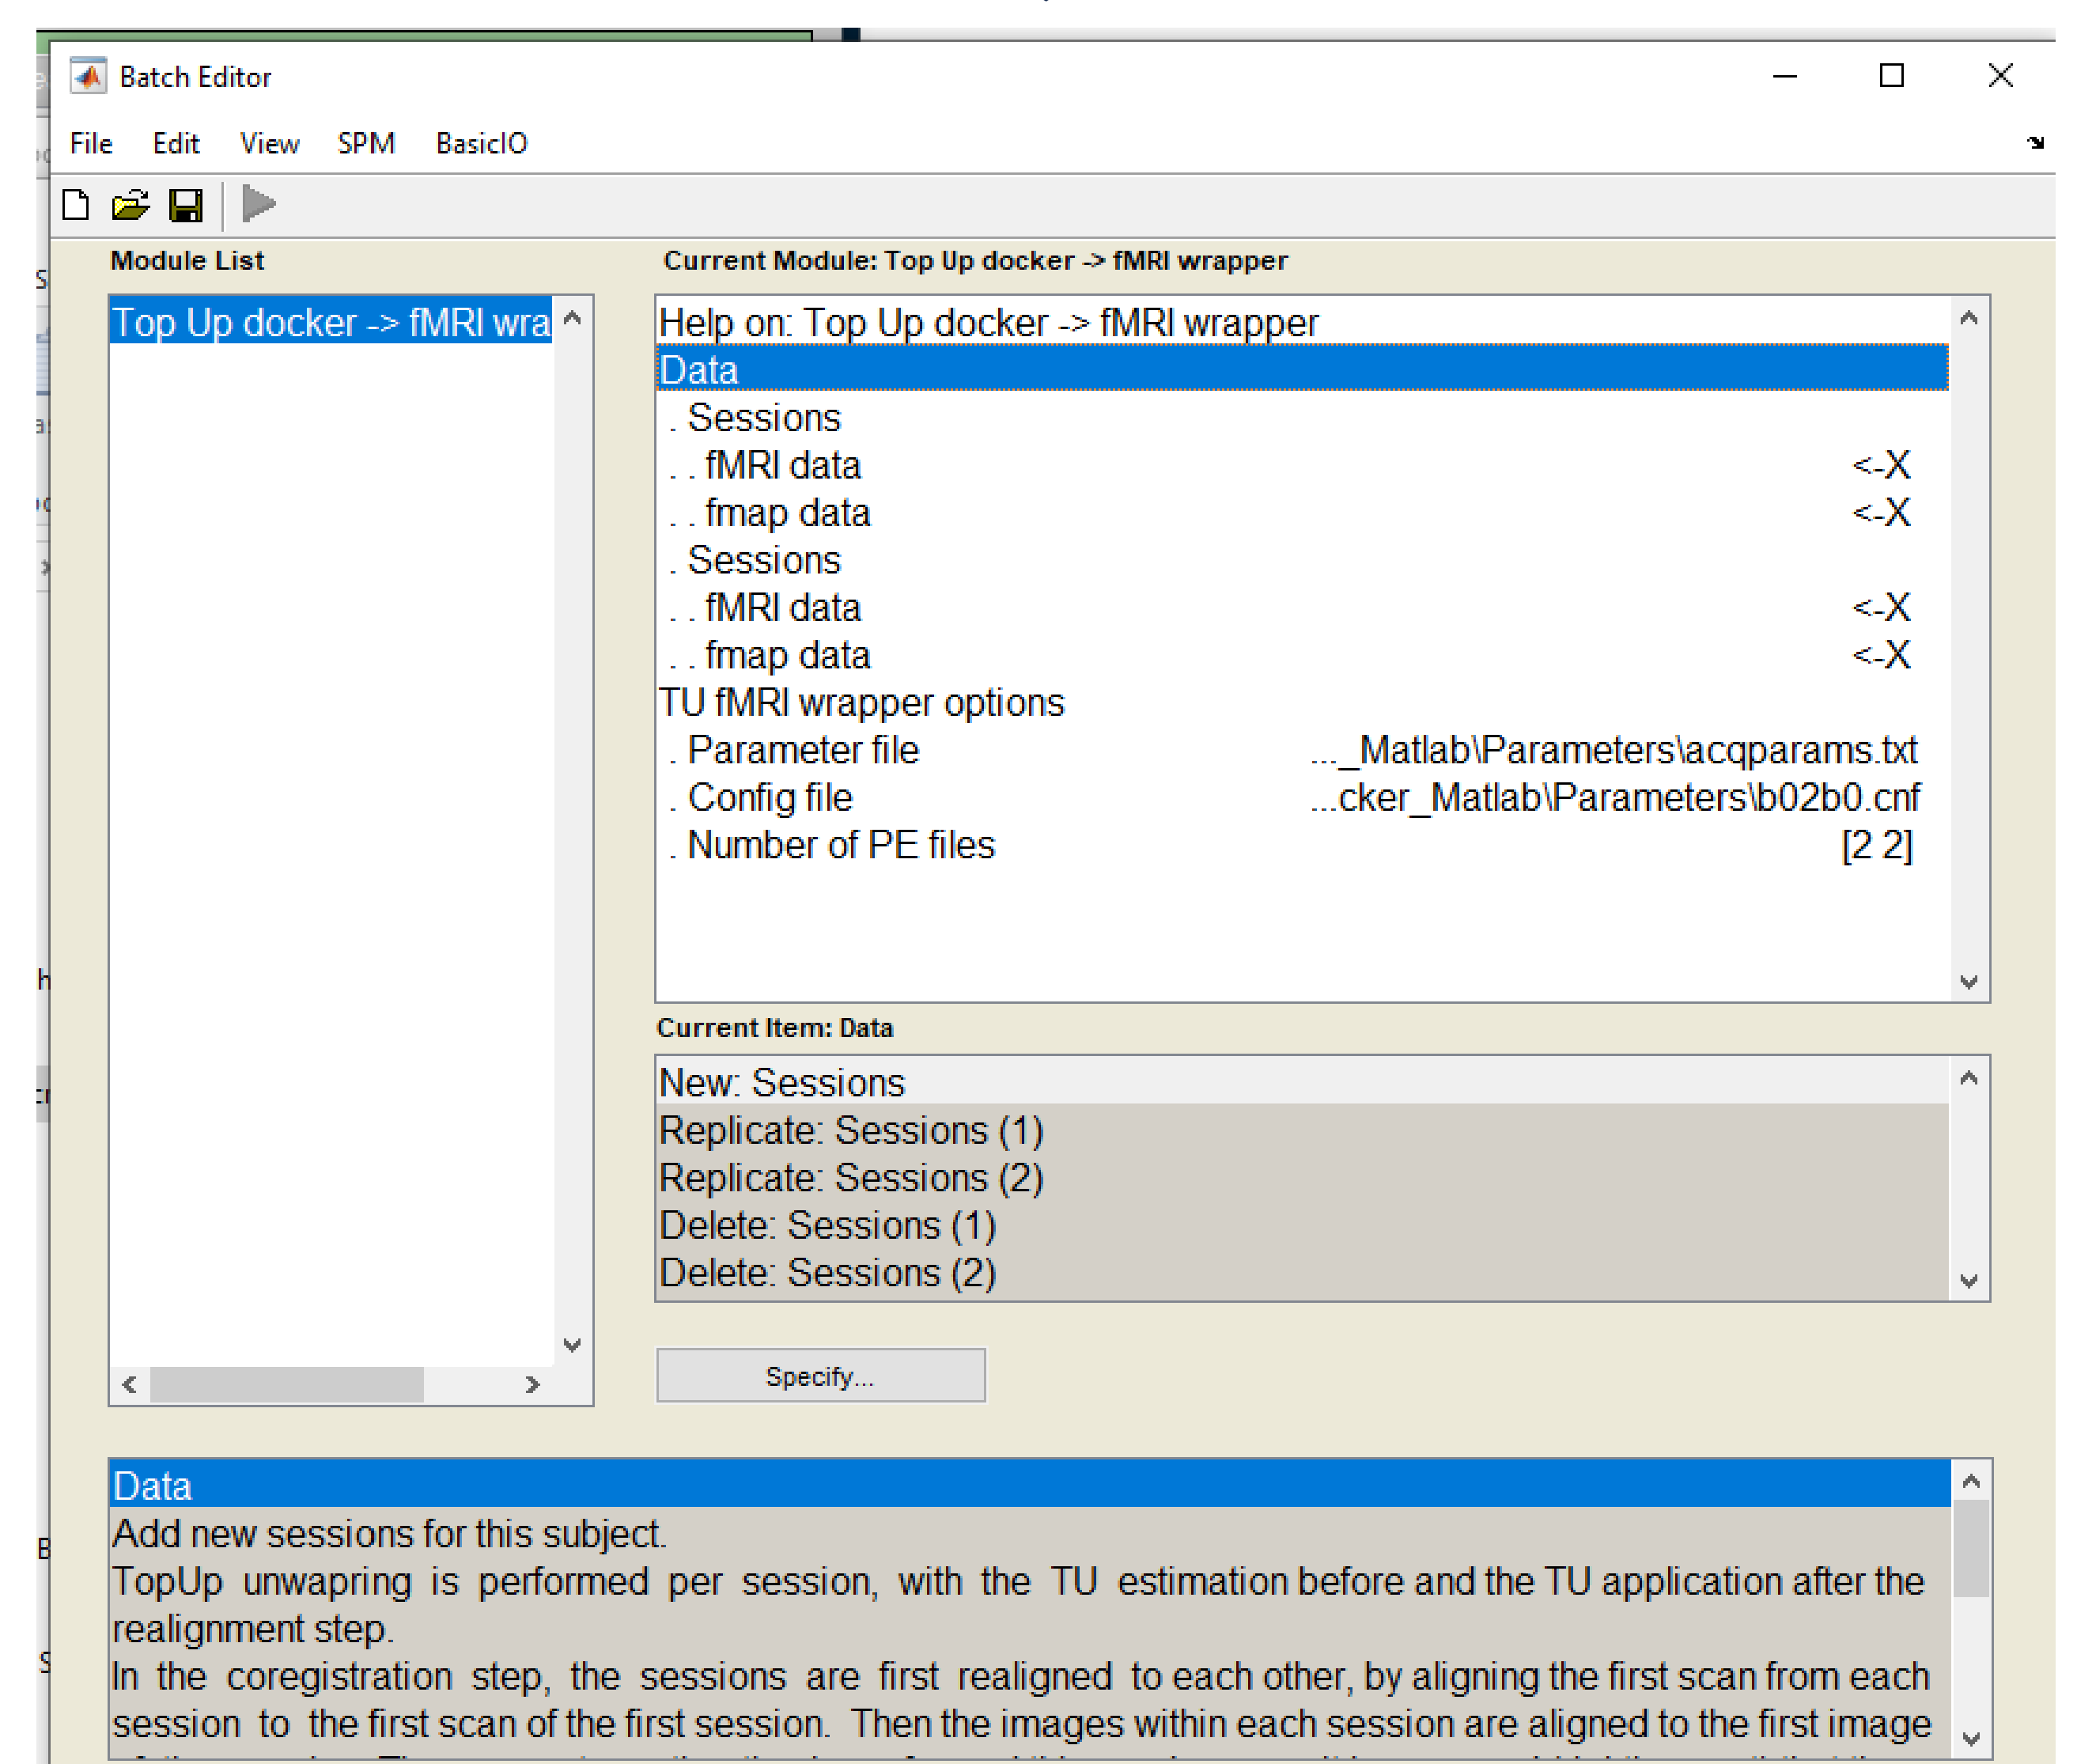 Batch Editor
File Edit View SPM BasicIO
Module List
Current Module: Top Up docker -> fMRI wrapper
Top Up docker -> fMRI wra
Help on: Top Up docker -> fMRI wrapper
Data
. Sessions
. . fMRI data <-X
. . fmap data <-X
. Sessions
. . fMRI data <-X
. . fmap data <-X
TU fMRI wrapper options
. Parameter file ..._Matlab\Parameters\acqparams.txt
. Config file ...cker_Matlab\Parameters\b02b0.cnf
. Number of PE files [2 2]
Current Item: Data
New: Sessions
Replicate: Sessions (1)
Replicate: Sessions (2)
Delete: Sessions (1)
Delete: Sessions (2)
Specify...
Data
Add new sessions for this subject.
TopUp unwapring is performed per session, with the TU estimation before and the TU application after the
realignment step.
In the coregistration step, the sessions are first realigned to each other, by aligning the first scan from each
session to the first scan of the first session. Then the images within each session are aligned to the first image